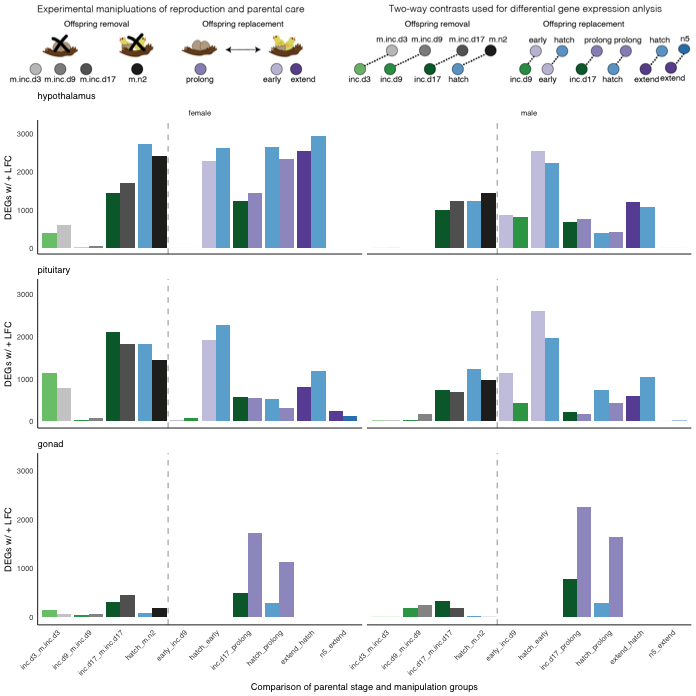 Experimental manipluations of reproduction and parental care
Two-way contrasts used for differential gene expression anlysis
Offspring removal
Offspring replacement
Offspring removal
Offspring replacement
m.inc.d3 m.inc.d9 m.inc.d17 m.n2
prolong early extend
m.inc.d3 m.inc.d9 m.inc.d17 m.n2
inc.d3 inc.d9 inc.d17 hatch
early hatch prolong prolong hatch n5
inc.d9 early inc.d17 hatch extend extend
hypothalamus
female male
DEGs w/ + LFC
3000
2000
1000
0
pituitary
DEGs w/ + LFC
3000
2000
1000
0
gonad
DEGs w/ + LFC
3000
2000
1000
0
inc.d3_m.inc.d3 inc.d9_m.inc.d9 inc.d17_m.inc.d17 hatch_m.n2 early_inc.d9 hatch_early inc.d17_prolong hatch_prolong extend_hatch n5_extend
inc.d3_m.inc.d3 inc.d9_m.inc.d9 inc.d17_m.inc.d17 hatch_m.n2 early_inc.d9 hatch_early inc.d17_prolong hatch_prolong extend_hatch n5_extend
Comparison of parental stage and manipulation groups